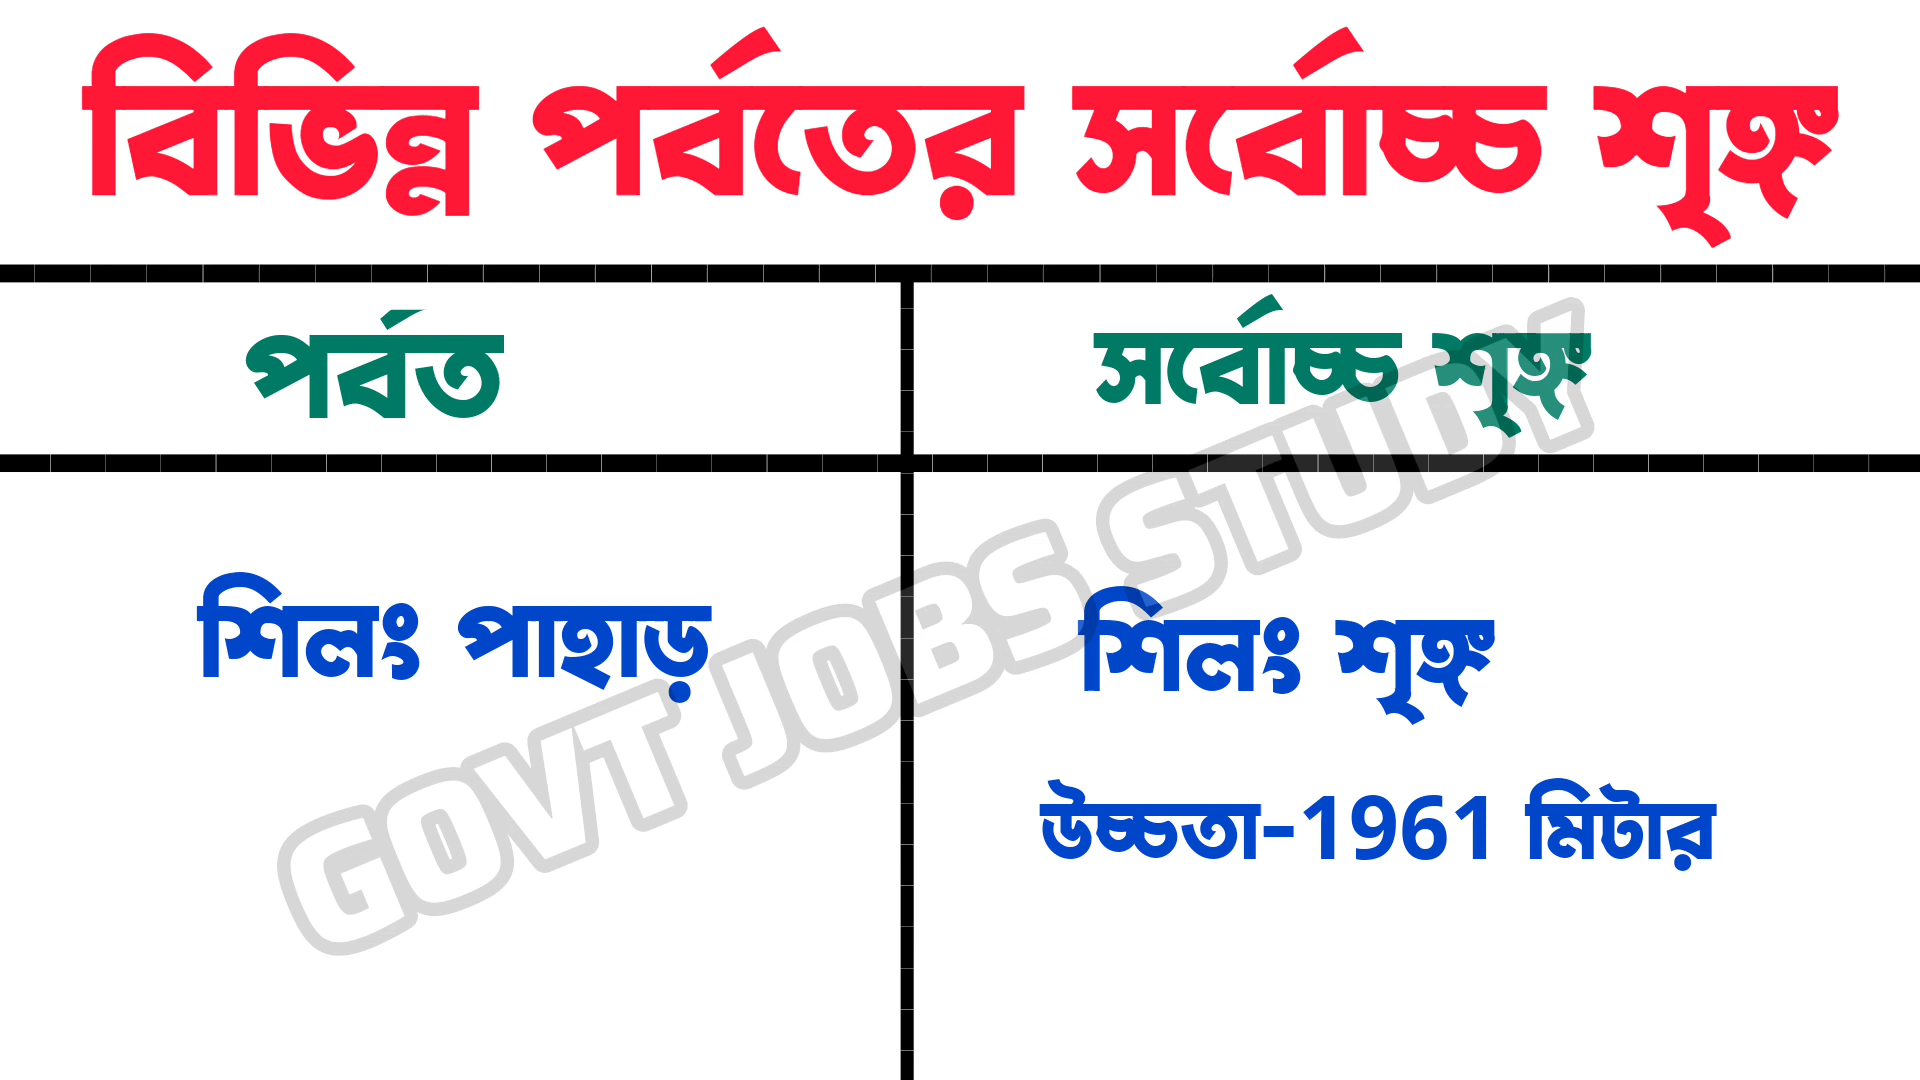 বিভিন্ন পর্বতের সর্বোচ্চ শৃঙ্গ
পর্বত
সর্বোচ্চ শৃঙ্গ
শিলং পাহাড়
শিলং শৃঙ্গ
উচ্চতা-1961 মিটার
GOVT JOBS STUDY